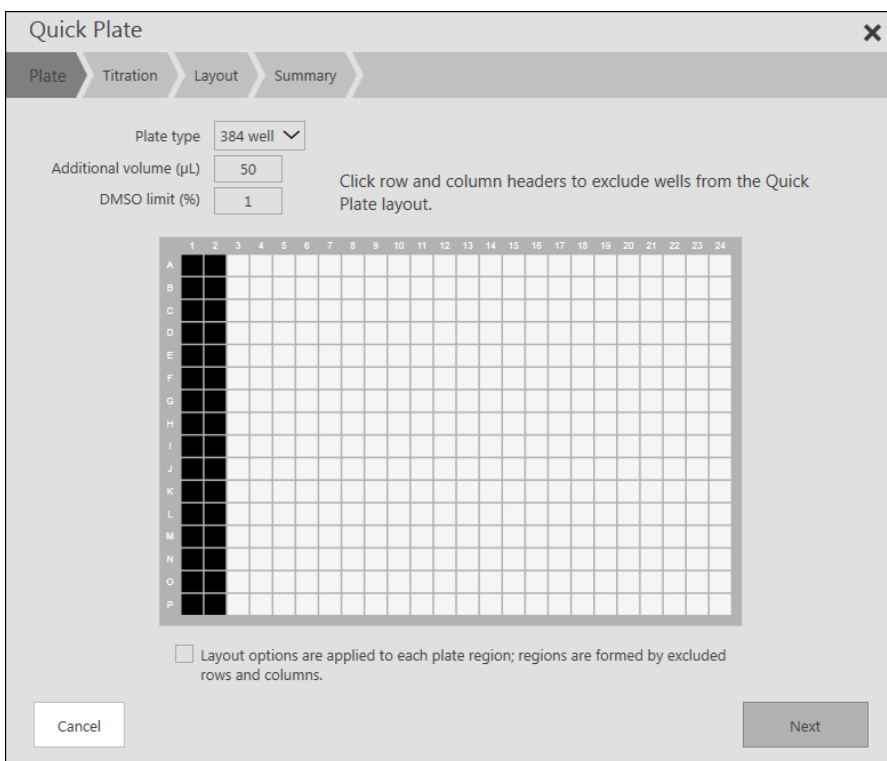 Quick Plate
Plate Titration Layout Summary
Plate type 384 well
Additional volume (µL) 50
DMSO limit (%) 1
Click row and column headers to exclude wells from the Quick
Plate layout.
1 2 3 4 5 6 7 8 9 10 11 12 13 14 15 16 17 18 19 20 21 22 23 24
A
B
C
D
E
F
G
H
I
J
K
L
M
N
O
P
Layout options are applied to each plate region; regions are formed by excluded
rows and columns.
Cancel Next